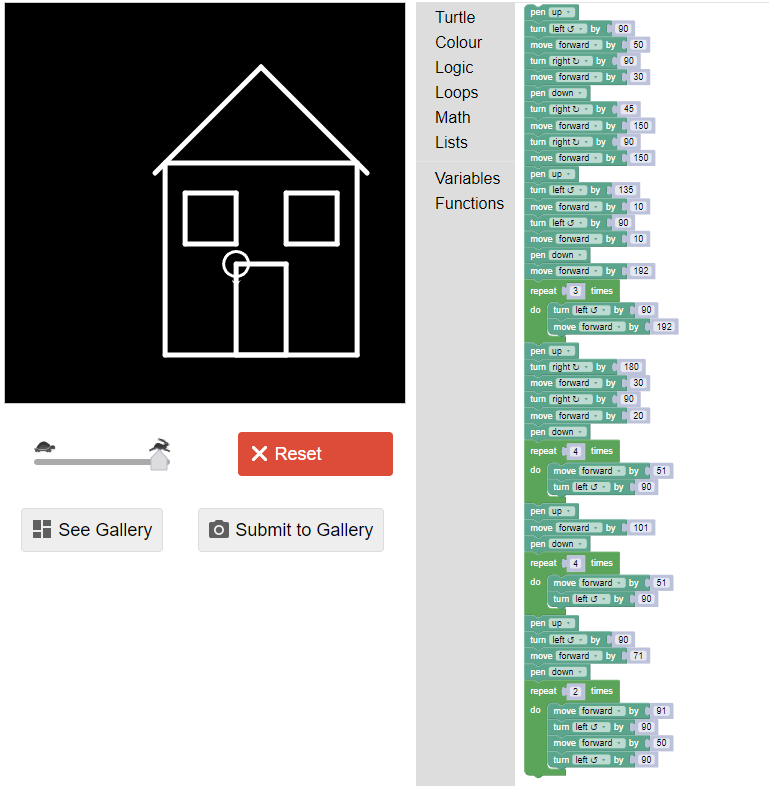 Turtle
Colour
Logic
Loops
Math
Lists
Variables
Functions
Reset
See Gallery
Submit to Gallery
pen up
turn left ↺ by 90
move forward by 50
turn right ↻ by 90
move forward by 30
pen down
turn right ↻ by 45
move forward by 150
turn right ↻ by 90
move forward by 150
pen up
turn left ↺ by 135
move forward by 10
turn left ↺ by 90
move forward by 10
pen down
move forward by 192
repeat 3 times
do turn left ↺ by 90
move forward by 192
pen up
turn right ↻ by 180
move forward by 30
turn right ↻ by 90
move forward by 20
pen down
repeat 4 times
do move forward by 51
turn left ↺ by 90
pen up
move forward by 101
pen down
repeat 4 times
do move forward by 51
turn left ↺ by 90
pen up
turn left ↺ by 90
move forward by 71
pen down
repeat 2 times
do move forward by 91
turn left ↺ by 90
move forward by 50
turn left ↺ by 90